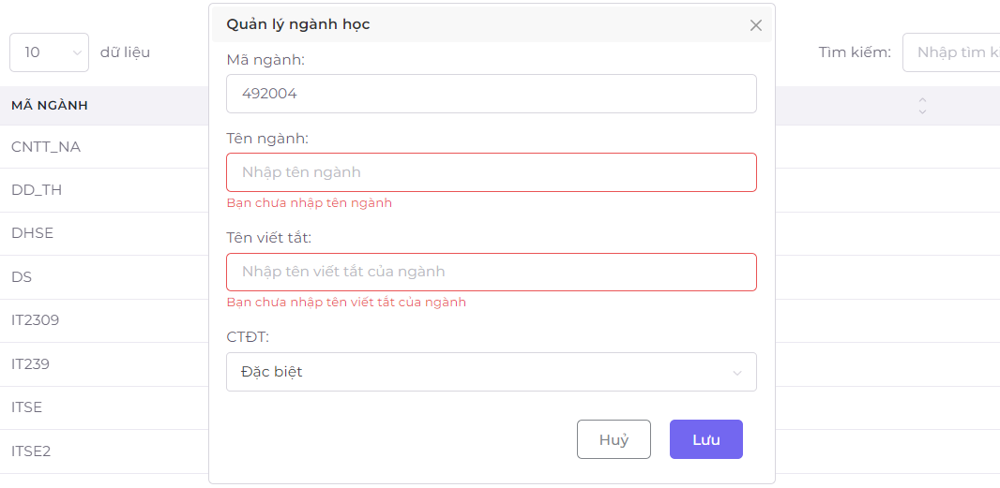 Quản lý ngành học
10 dữ liệu
Tìm kiếm: Nhập tìm
MÃ NGÀNH
CNTT_NA
DD_TH
DHSE
DS
IT2309
IT239
ITSE
ITSE2
Mã ngành:
492004
Tên ngành:
Nhập tên ngành
Bạn chưa nhập tên ngành
Tên viết tắt:
Nhập tên viết tắt của ngành
Bạn chưa nhập tên viết tắt của ngành
CTĐT:
Đặc biệt
Huỷ Lưu